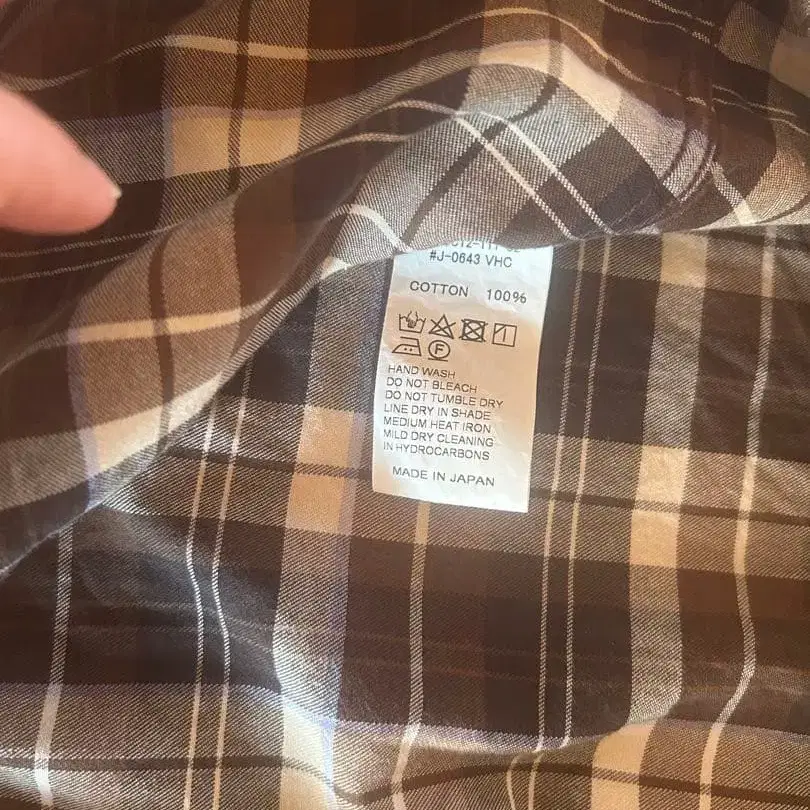 #J-0643 VHC
COTTON 100%
HAND WASH
DO NOT BLEACH
DO NOT TUMBLE DRY
LINE DRY IN SHADE
MEDIUM HEAT IRON
MILD DRY CLEANING
IN HYDROCARBONS
MADE IN JAPAN